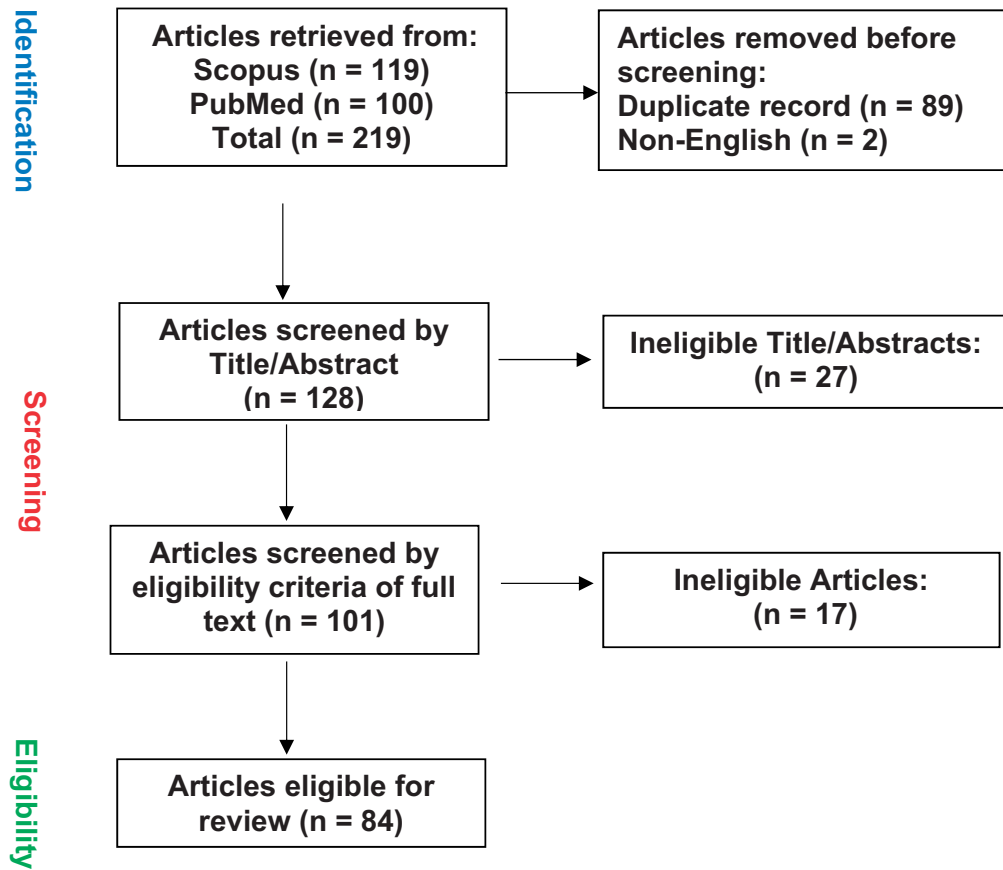 Identification
Articles retrieved from:
Scopus (n = 119)
PubMed (n = 100)
Total (n = 219)
Articles removed before
screening:
Duplicate record (n = 89)
Non-English (n = 2)
Screening
Articles screened by
Title/Abstract
(n = 128)
Ineligible Title/Abstracts:
(n = 27)
Articles screened by
eligibility criteria of full
text (n = 101)
Ineligible Articles:
(n = 17)
Eligibility
Articles eligible for
review (n = 84)